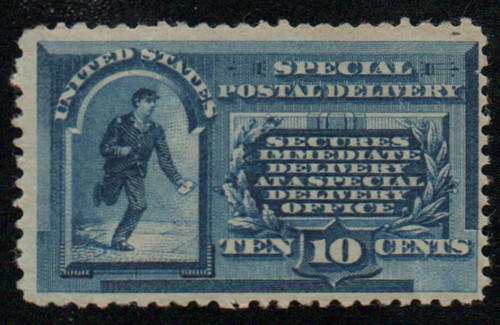 UNITED STATES
SPECIAL
POSTAL DELIVERY
SECURES
IMMEDIATE
DELIVERY
AT A SPECIAL
DELIVERY
OFFICE.
TEN 10 CENTS